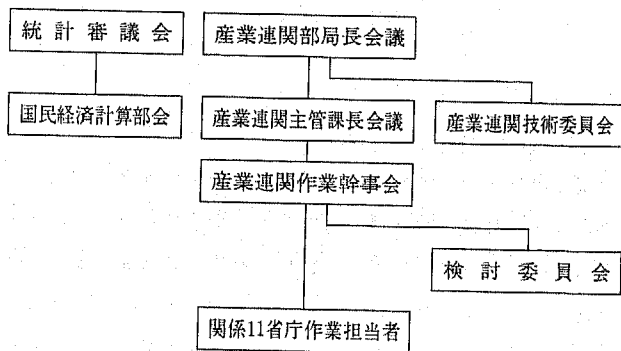 統計審議会
産業連関部局長会議
国民経済計算部会
産業連関主管課長会議
産業連関技術委員会
産業連関作業幹事会
検討委員会
関係11省庁作業担当者